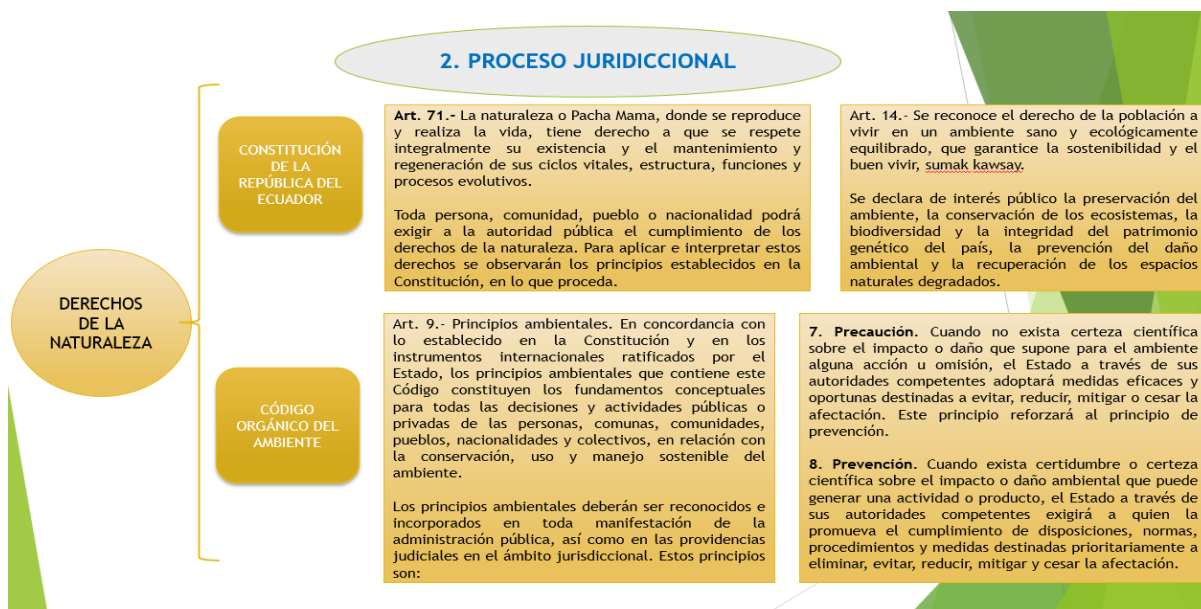 2. PROCESO JURIDICCIONAL
DERECHOS
DE LA
NATURALEZA
CONSTITUCIÓN
DE LA
REPÚBLICA DEL
ECUADOR
Art. 71.- La naturaleza o Pacha Mama, donde se reproduce
y realiza la vida, tiene derecho a que se respete
integralmente su existencia y el mantenimiento y
regeneración de sus ciclos vitales, estructura, funciones y
procesos evolutivos.
Toda persona, comunidad, pueblo o nacionalidad podrá
exigir a la autoridad pública el cumplimiento de los
derechos de la naturaleza. Para aplicar e interpretar estos
derechos se observarán los principios establecidos en la
Constitución, en lo que proceda.
Art. 14.- Se reconoce el derecho de la población a
vivir en un ambiente sano y ecológicamente
equilibrado, que garantice la sostenibilidad y el
buen vivir, sumak kawsay.
Se declara de interés público la preservación del
ambiente, la conservación de los ecosistemas, la
biodiversidad y la integridad del patrimonio
genético del país, la prevención del daño
ambiental y la recuperación de los espacios
naturales degradados.
CÓDIGO
ORGÁNICO DEL
AMBIENTE
Art. 9.- Principios ambientales. En concordancia con
lo establecido en la Constitución y en los
instrumentos internacionales ratificados por el
Estado, los principios ambientales que contiene este
Código constituyen los fundamentos conceptuales
para todas las decisiones y actividades públicas o
privadas de las personas, comunas, comunidades,
pueblos, nacionalidades y colectivos, en relación con
la conservación, uso y manejo sostenible del
ambiente.
Los principios ambientales deberán ser reconocidos e
incorporados en toda manifestación de la
administración pública, así como en las providencias
judiciales en el ámbito jurisdiccional. Estos principios
son:
7. Precaución. Cuando no exista certeza científica
sobre el impacto o daño que supone para el ambiente
alguna acción u omisión, el Estado a través de sus
autoridades competentes adoptará medidas eficaces y
oportunas destinadas a evitar, reducir, mitigar o cesar la
afectación. Este principio reforzará al principio de
prevención.
8. Prevención. Cuando exista certidumbre o certeza
científica sobre el impacto o daño ambiental que puede
generar una actividad o producto, el Estado a través de
sus autoridades competentes exigirá a quien la
promueva el cumplimiento de disposiciones, normas,
procedimientos y medidas destinadas prioritariamente a
eliminar, evitar, reducir, mitigar y cesar la afectación.